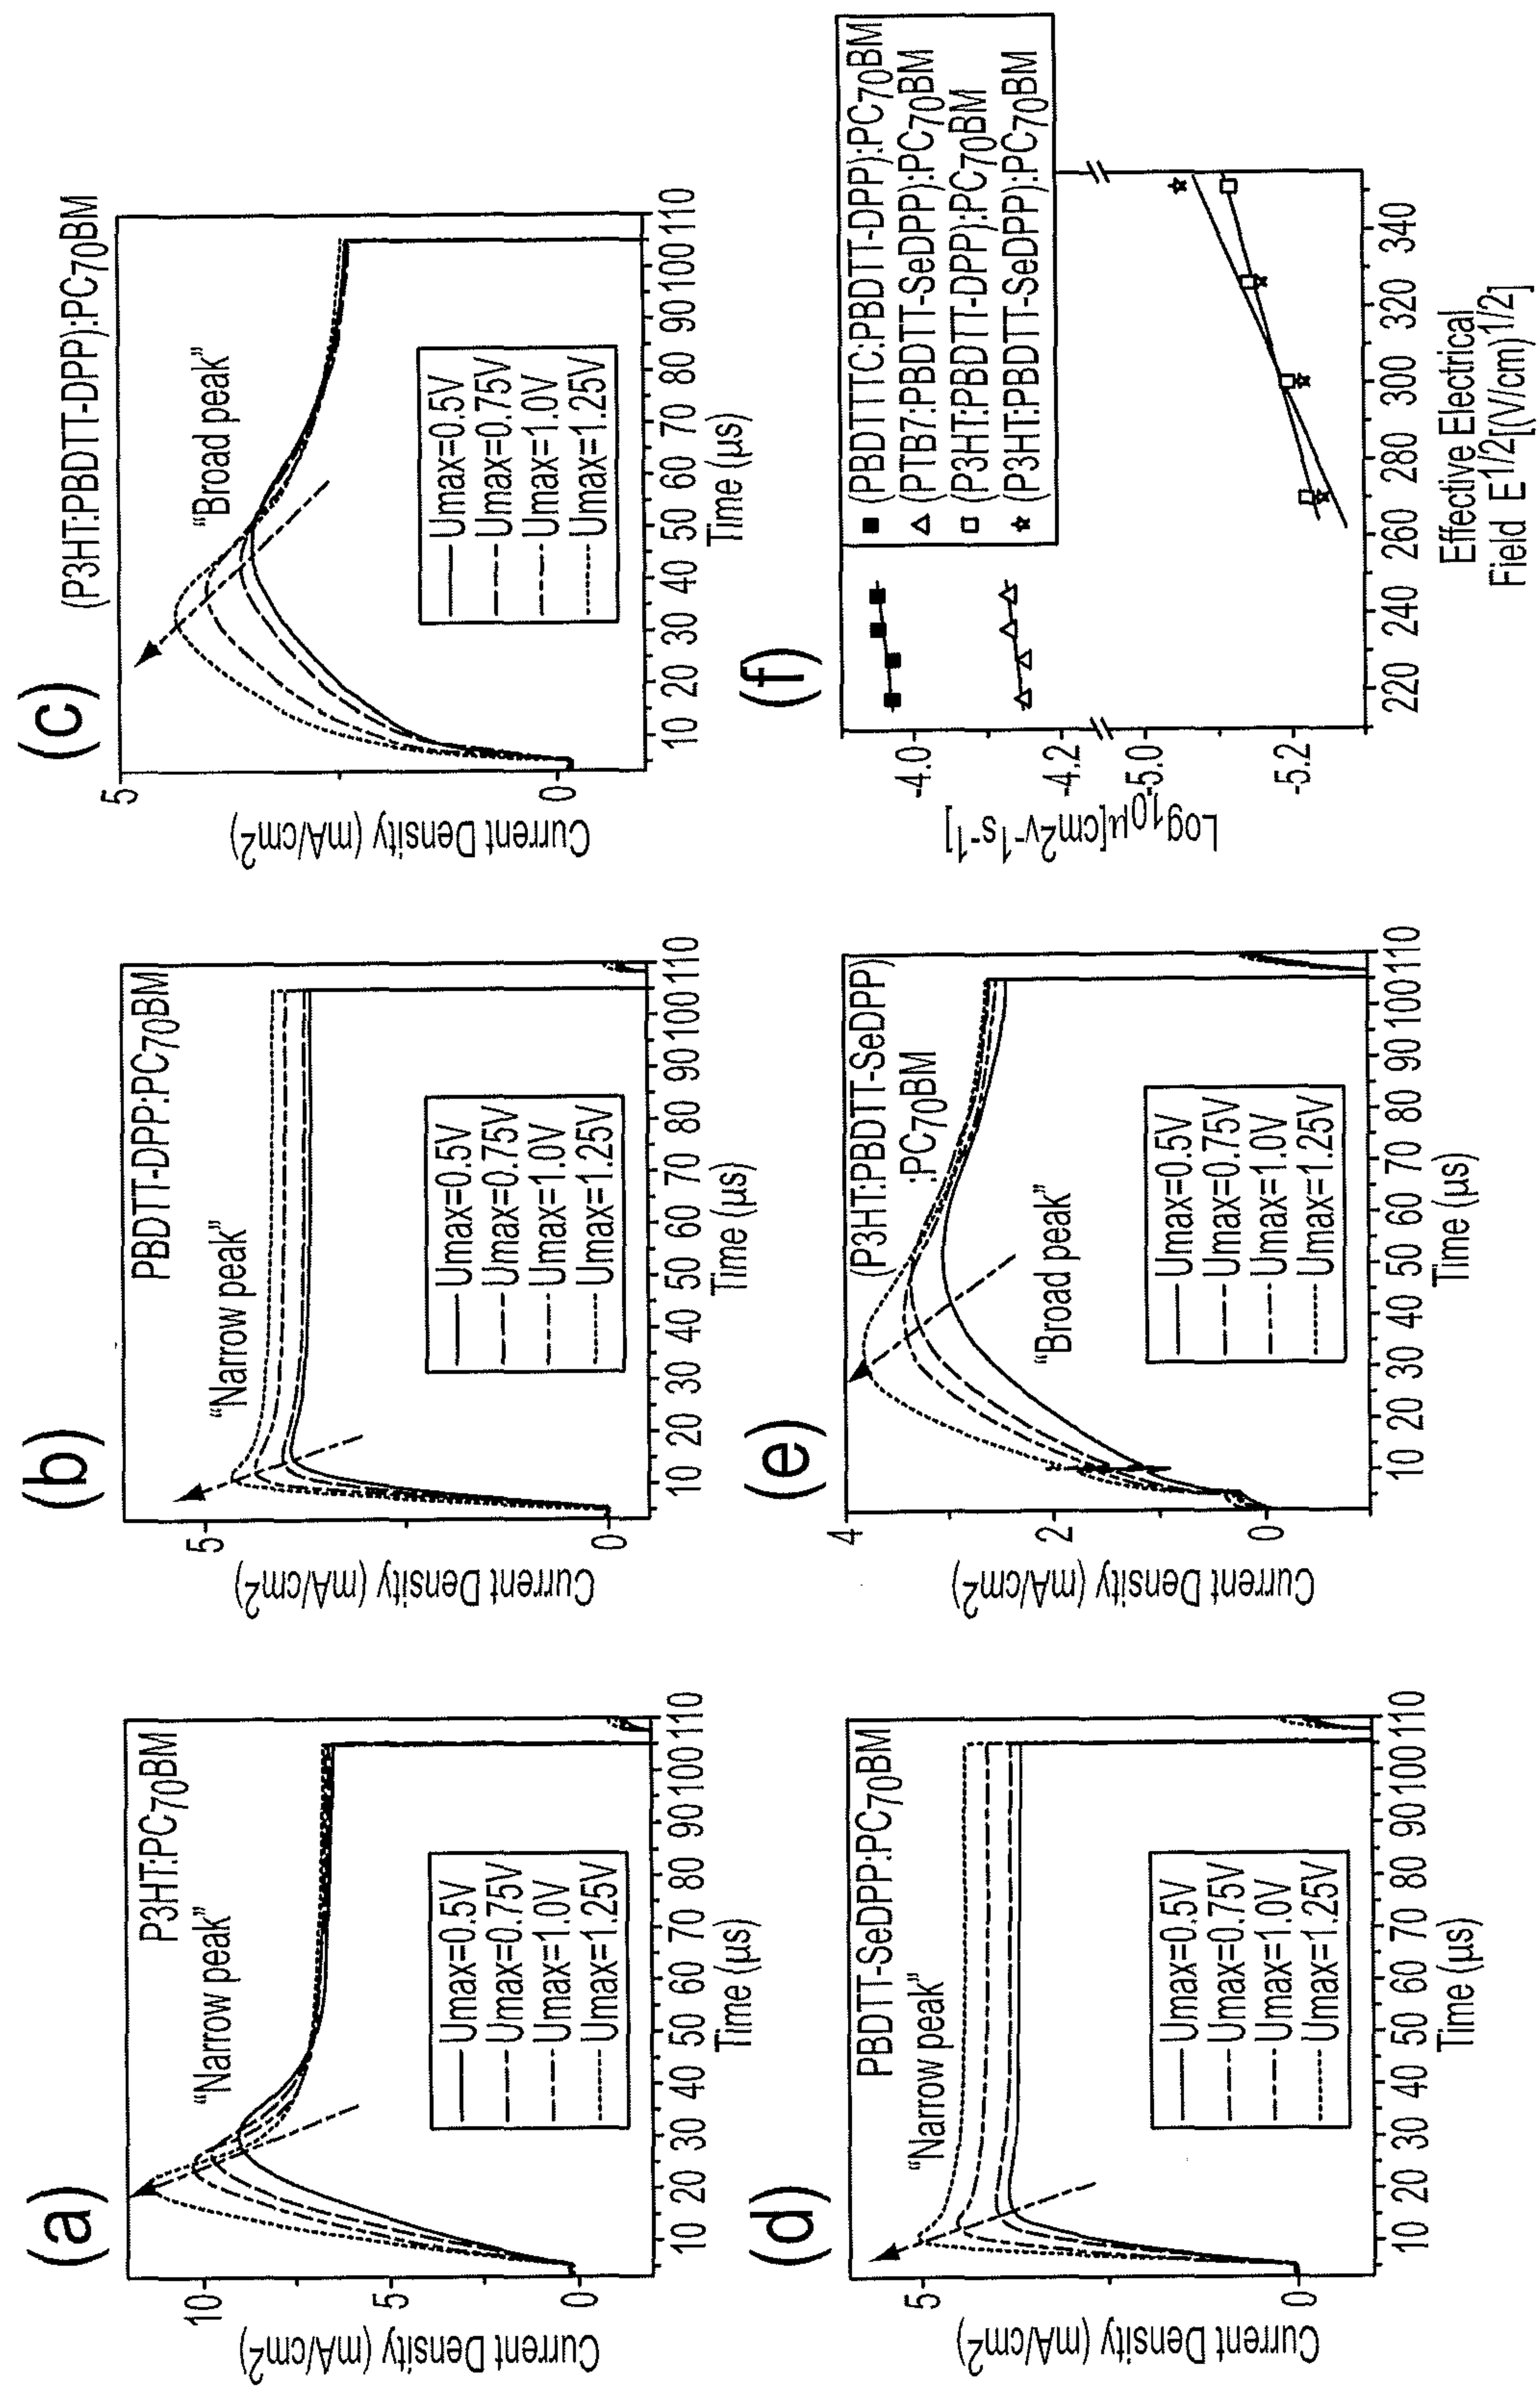 (a)
P3HT:PC70BM
“Narrow peak”
Current Density (mA/cm2)
10
5
0
Umax=0.5V
Umax=0.75V
Umax=1.0V
Umax=1.25V
10 20 30 40 50 60 70 80 90 100 110
Time (µs)
(b)
PBDTT-DPP:PC70BM
“Narrow peak”
Current Density (mA/cm2)
5
0
Umax=0.5V
Umax=0.75V
Umax=1.0V
Umax=1.25V
10 20 30 40 50 60 70 80 90 100 110
Time (µs)
(c)
(P3HT:PBDTT-DPP):PC70BM
“Broad peak”
Current Density (mA/cm2)
5
0
Umax=0.5V
Umax=0.75V
Umax=1.0V
Umax=1.25V
10 20 30 40 50 60 70 80 90 100 110
Time (µs)
(d)
PBDTT-SeDPP:PC70BM
“Narrow peak”
Current Density (mA/cm2)
5
0
Umax=0.5V
Umax=0.75V
Umax=1.0V
Umax=1.25V
10 20 30 40 50 60 70 80 90 100 110
Time (µs)
(e)
(P3HT:PBDTT-SeDPP)
:PC70BM
“Broad peak”
Current Density (mA/cm2)
4
2
0
Umax=0.5V
Umax=0.75V
Umax=1.0V
Umax=1.25V
10 20 30 40 50 60 70 80 90 100 110
Time (µs)
(f)
(PBDTTTC:PBDTT-DPP):PC70BM
(PTB7:PBDTT-SeDPP):PC70BM
(P3HT:PBDTT-DPP):PC70BM
(P3HT:PBDTT-SeDPP):PC70BM
Log10µ[cm2v-1s-1]
-4.0
-4.2
-5.0
-5.2
220 240 260 280 300 320 340
Effective Electrical
Field E1/2[(V/cm)1/2]